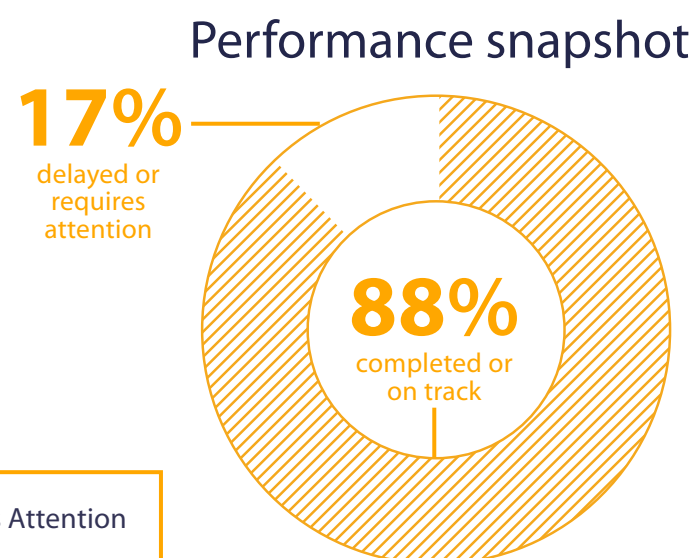 Performance snapshot
17%
delayed or
requires
attention
88%
completed or
on track
Attention